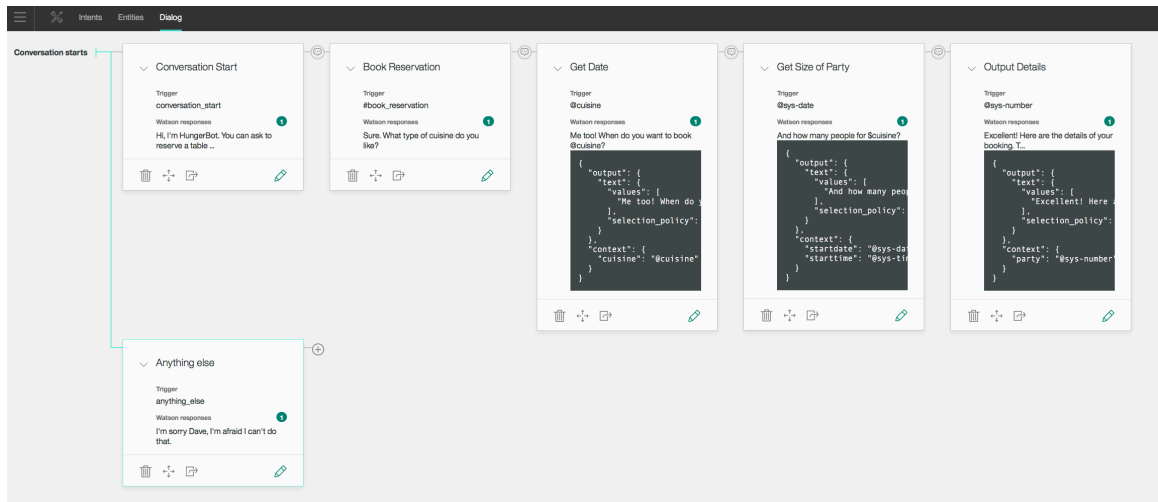 Intents Entities Dialog
Conversation starts
Conversation Start
Trigger
conversation_start
Watson responses 1
Hi, I'm HungerBot. You can ask to
reserve a table ...
Book Reservation
Trigger
#book_reservation
Watson responses 1
Sure. What type of cuisine do you
like?
Get Date
Trigger
@cuisine
Watson responses 1
Me too! When do you want to book
@cuisine?
{
"output": {
"text": {
"values": [
"Me too! When do y
],
"selection_policy":
}
},
"context": {
"cuisine": "@cuisine"
}
}
Get Size of Party
Trigger
@sys-date
Watson responses 1
And how many people for $cuisine?
{
"output": {
"text": {
"values": [
"And how many peop
],
"selection_policy":
}
},
"context": {
"startdate": "@sys-dat
"starttime": "@sys-tim
}
}
Output Details
Trigger
@sys-number
Watson responses 1
Excellent! Here are the details of your
booking. T...
{
"output": {
"text": {
"values": [
"Excellent! Here a
],
"selection_policy":
}
},
"context": {
"party": "@sys-number"
}
}
Anything else
Trigger
anything_else
Watson responses 1
I'm sorry Dave, I'm afraid I can't do
that.